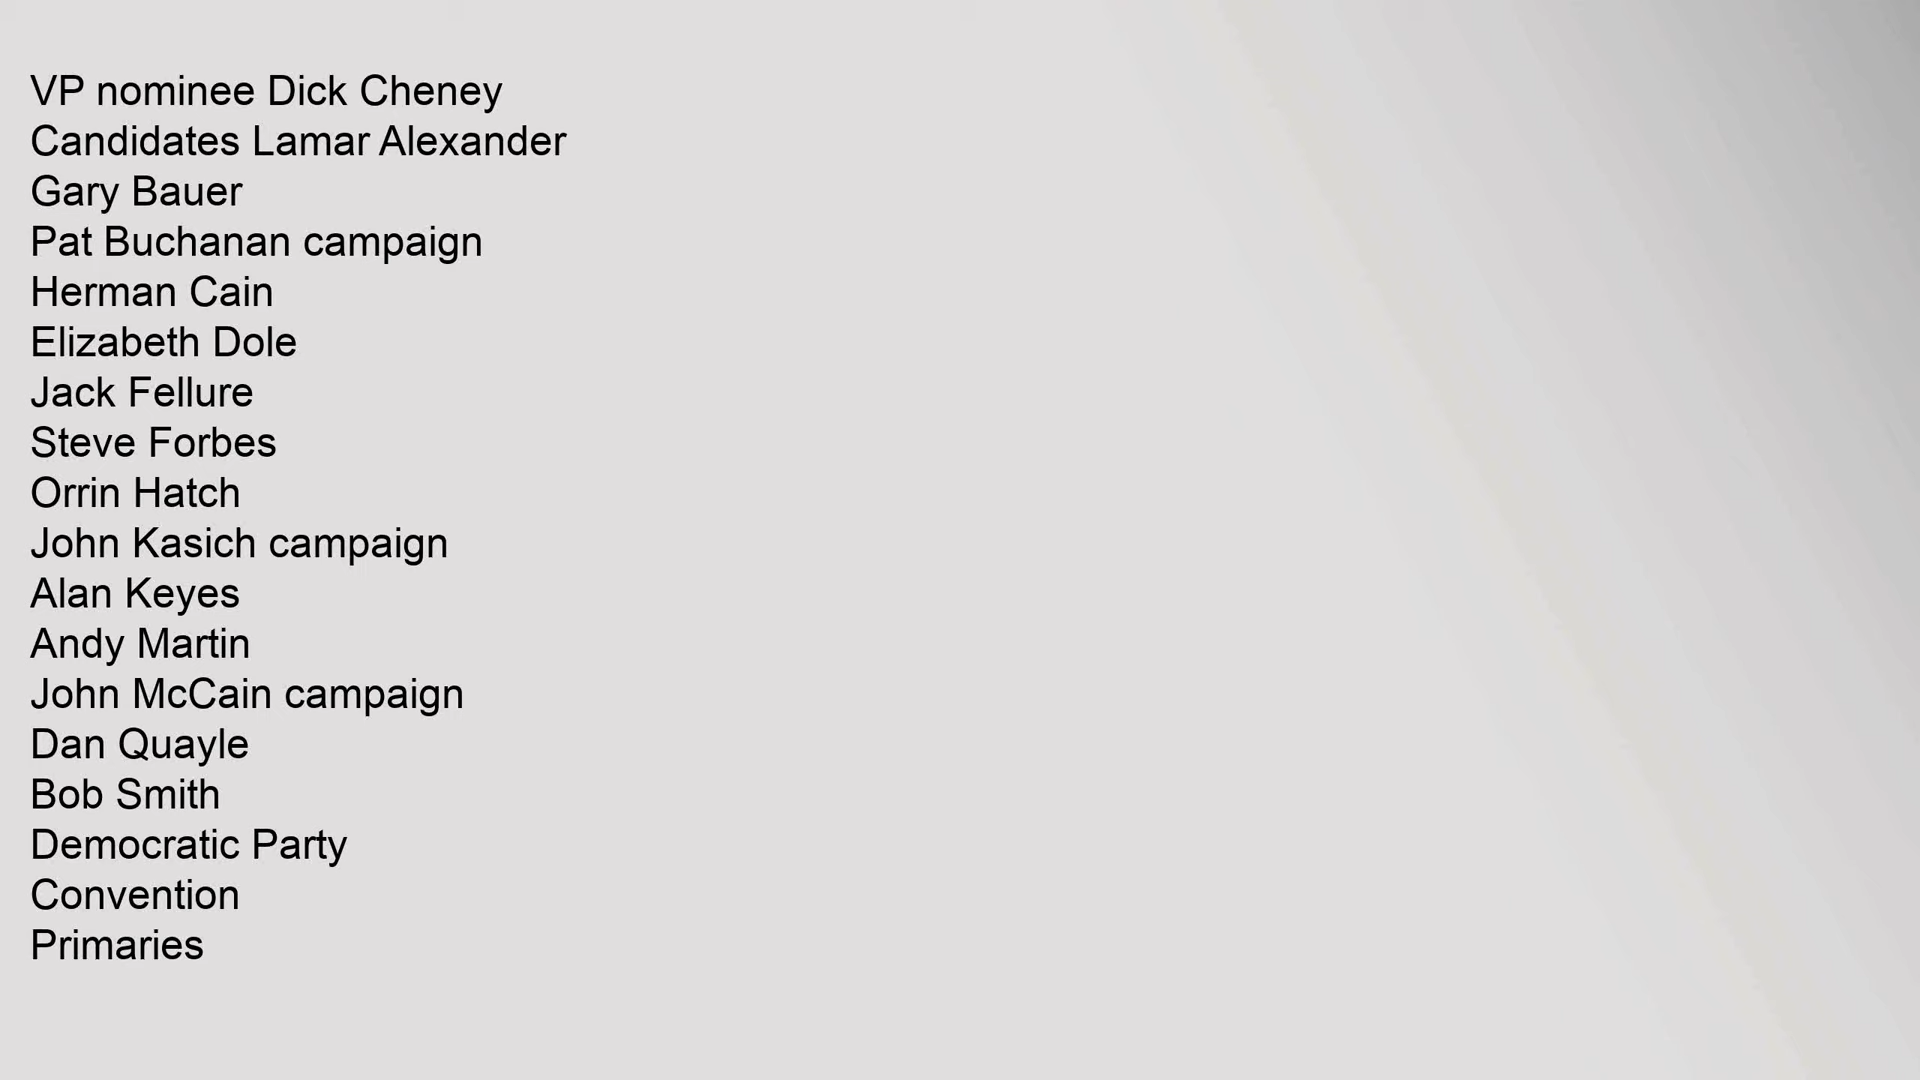 VP nominee Dick Cheney
Candidates Lamar Alexander
Gary Bauer
Pat Buchanan campaign
Herman Cain
Elizabeth Dole
Jack Fellure
Steve Forbes
Orrin Hatch
John Kasich campaign
Alan Keyes
Andy Martin
John McCain campaign
Dan Quayle
Bob Smith
Democratic Party
Convention
Primaries